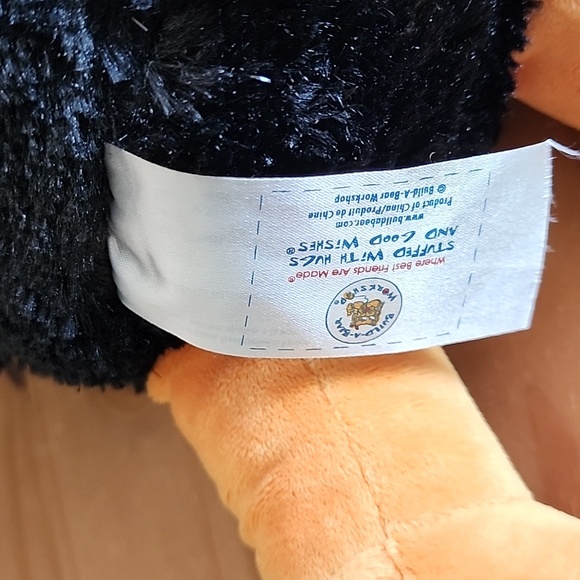 BUILD-A-BEAR
WORKSHOP®
Where Best Friends Are Made®
STUFFED WITH HUGS
AND GOOD WISHES®
www.buildabear.com
Product of China/Produit de Chine
© Build-A-Bear Workshop